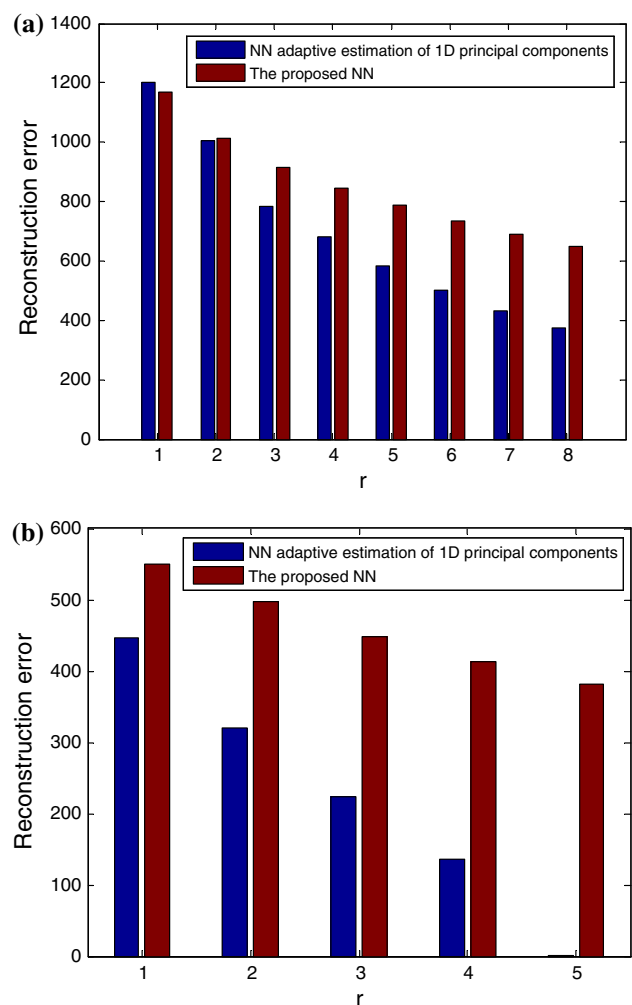 (a)
1400
1200
1000
800
600
400
200
0
Reconstruction error
NN adaptive estimation of 1D principal components
The proposed NN
1 2 3 4 5 6 7 8
r
(b)
600
500
400
300
200
100
0
Reconstruction error
NN adaptive estimation of 1D principal components
The proposed NN
1 2 3 4 5
r